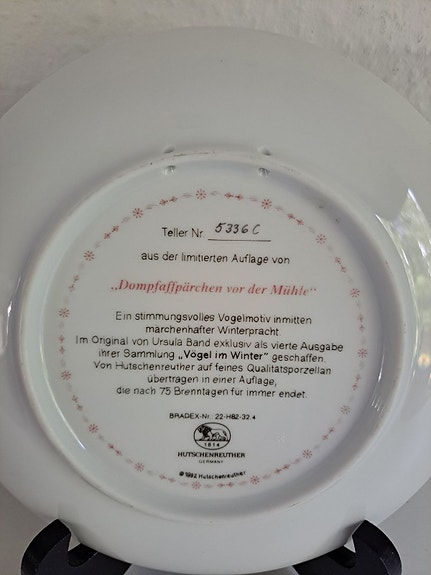 Teller Nr. 5336 C
aus der limitierten Auflage von
„Dompfaffpärchen vor der Mühle“
Ein stimmungsvolles Vogelmotiv inmitten
märchenhafter Winterpracht.
Im Original von Ursula Band exklusiv als vierte Ausgabe
ihrer Sammlung „Vögel im Winter“ geschaffen.
Von Hutschenreuther auf feines Qualitätsporzellan
übertragen in einer Auflage,
die nach 75 Brenntagen für immer endet.
BRADEX-Nr. 22-H82-32.4
1814
HUTSCHENREUTHER
GERMANY
© 1992 Hutschenreuther